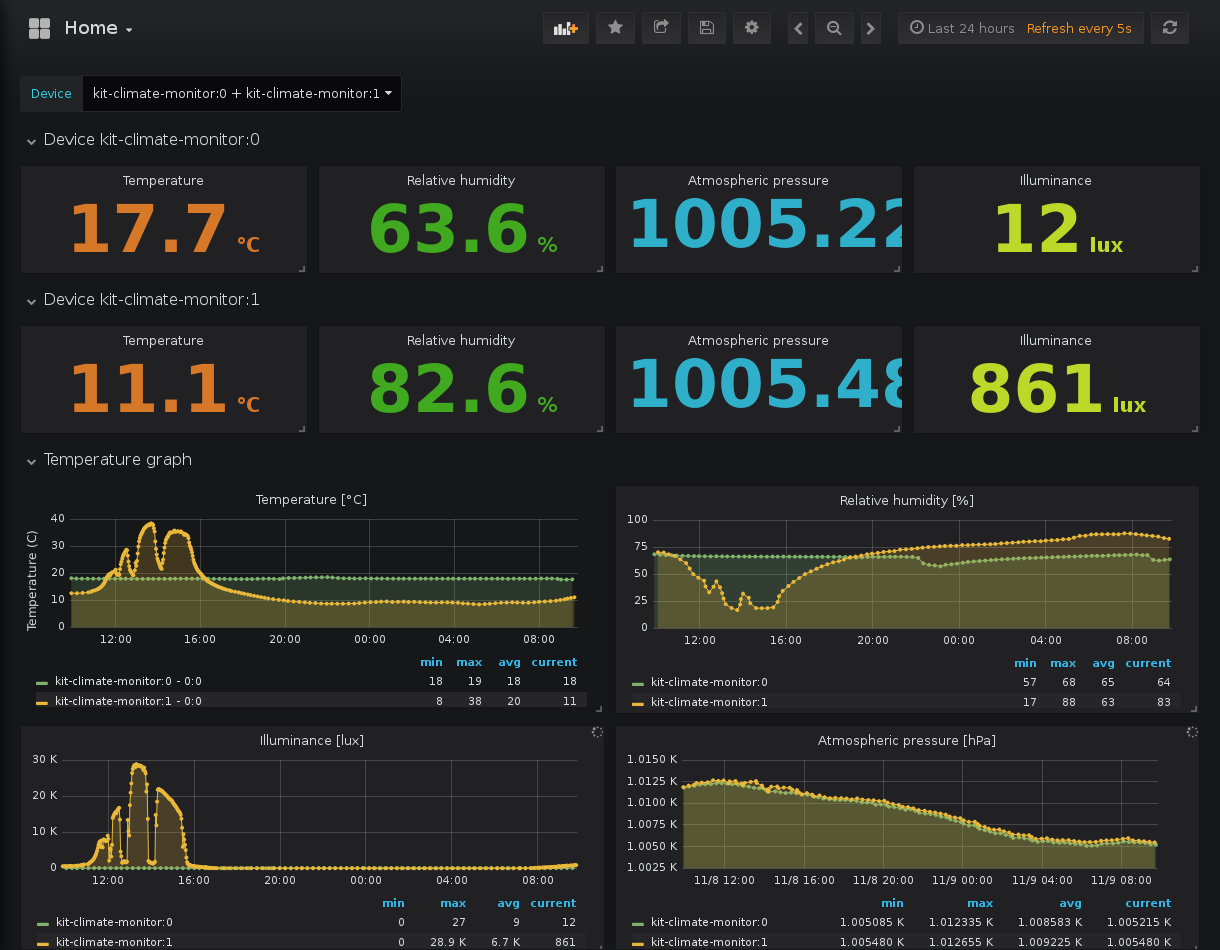 Home
Last 24 hours Refresh every 5s
Device kit-climate-monitor:0 + kit-climate-monitor:1
Device kit-climate-monitor:0
Temperature Relative humidity Atmospheric pressure Illuminance
17.7 °C 63.6 % 1005.22 12 lux
Device kit-climate-monitor:1
Temperature Relative humidity Atmospheric pressure Illuminance
11.1 °C 82.6 % 1005.48 861 lux
Temperature graph
Temperature [°C]
Temperature (C)
40
30
20
10
0
12:00 16:00 20:00 00:00 04:00 08:00
min max avg current
kit-climate-monitor:0 - 0:0 18 19 18 18
kit-climate-monitor:1 - 0:0 8 38 20 11
Relative humidity [%]
100
75
50
25
0
12:00 16:00 20:00 00:00 04:00 08:00
min max avg current
kit-climate-monitor:0 57 68 65 64
kit-climate-monitor:1 17 88 63 83
Illuminance [lux]
30 K
20 K
10 K
0
12:00 16:00 20:00 00:00 04:00 08:00
min max avg current
kit-climate-monitor:0 0 27 9 12
kit-climate-monitor:1 0 28.9 K 6.7 K 861
Atmospheric pressure [hPa]
1.0150 K
1.0125 K
1.0100 K
1.0075 K
1.0050 K
1.0025 K
11/8 12:00 11/8 16:00 11/8 20:00 11/9 00:00 11/9 04:00 11/9 08:00
min max avg current
kit-climate-monitor:0 1.005085 K 1.012335 K 1.008583 K 1.005215 K
kit-climate-monitor:1 1.005480 K 1.012655 K 1.009225 K 1.005480 K